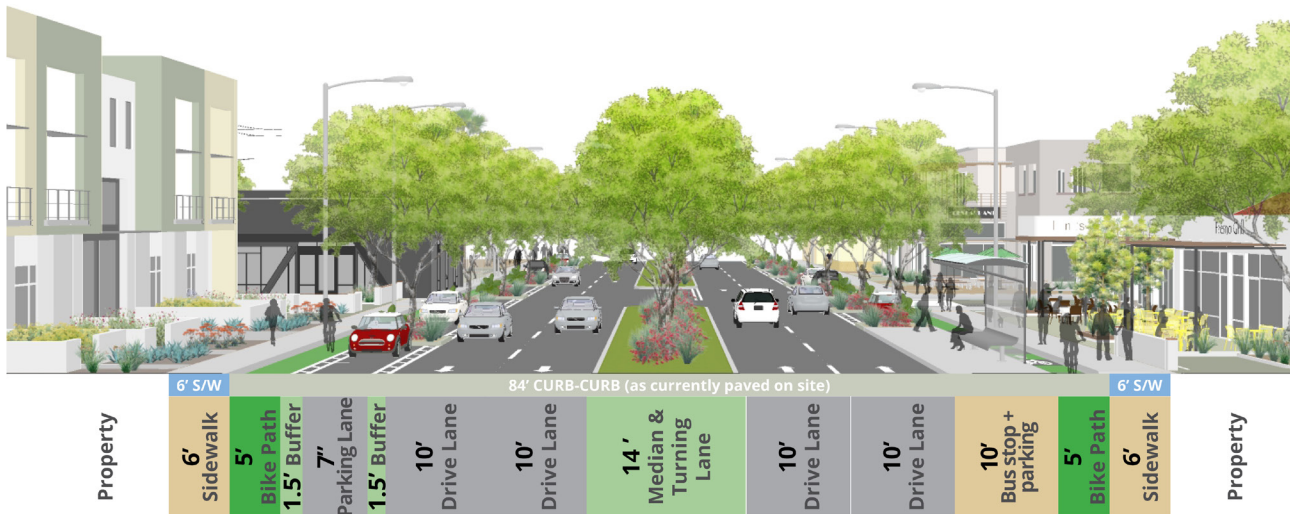 6’ S/W
84’ CURB-CURB (as currently paved on site)
6’ S/W
Property
6’
Sidewalk
5’
Bike Path
1.5’ Buffer
7”
Parking Lane
1.5’ Buffer
10’
Drive Lane
10’
Drive Lane
14 ’
Median &
Turning
Lane
10’
Drive Lane
10’
Drive Lane
10’
Bus stop +
parking
5’
Bike Path
6’
Sidewalk
Property